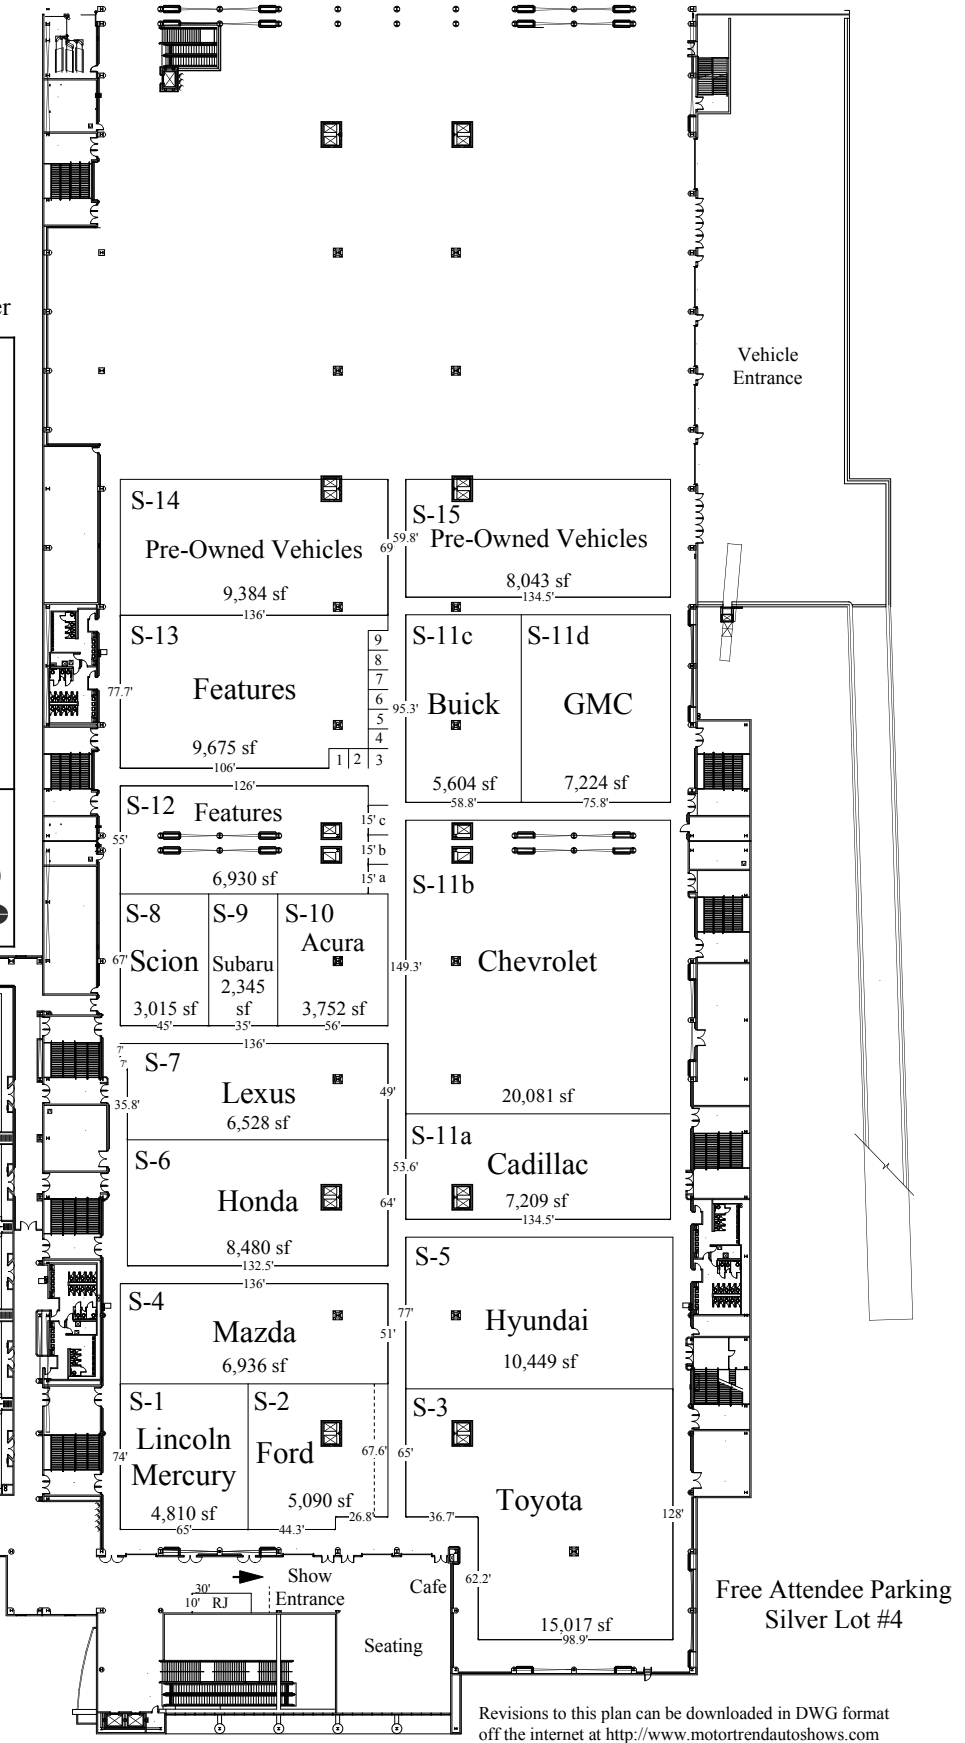 er
Vehicle
Entrance
S-14
Pre-Owned Vehicles
9,384 sf
136'
69'
S-15
59.8'
Pre-Owned Vehicles
8,043 sf
134.5'
S-13
77.7'
Features
9,675 sf
106'
9
8
7
6
5
4
1 2 3
S-11c
95.3'
Buick
5,604 sf
58.8'
S-11d
GMC
7,224 sf
75.8'
126'
S-12
Features
55'
6,930 sf
15' c
15' b
15' a
S-8
67'
Scion
3,015 sf
45'
S-9
Subaru
2,345
sf
35'
S-10
Acura
3,752 sf
56'
S-11b
149.3'
Chevrolet
20,081 sf
136'
7'
7'
S-7
Lexus
6,528 sf
49'
35.8'
S-11a
53.6'
Cadillac
7,209 sf
134.5'
S-6
Honda
64'
8,480 sf
132.5'
136'
S-4
Mazda
51'
6,936 sf
S-5
77'
Hyundai
10,449 sf
S-1
Lincoln
Mercury
74'
4,810 sf
65'
S-2
Ford
67.6'
5,090 sf
26.8'
44.3'
S-3
65'
Toyota
36.7'
128'
62.2'
15,017 sf
98.9'
Show
Entrance
30'
10' RJ
Cafe
Seating
Free Attendee Parking
Silver Lot #4
Revisions to this plan can be downloaded in DWG format
off the internet at http://www.motortrendautoshows.com